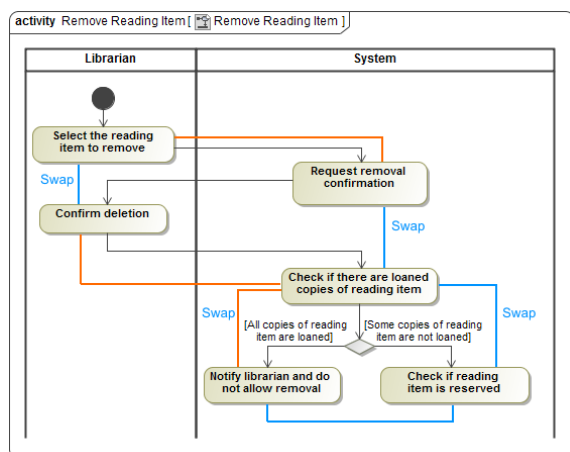 activity Remove Reading Item [ Remove Reading Item ]
Librarian
System
Select the reading
item to remove
Request removal
confirmation
Swap
Confirm deletion
Swap
Check if there are loaned
copies of reading item
Swap
Swap
[All copies of reading
item are loaned]
[Some copies of reading
item are not loaned]
Notify librarian and do
not allow removal
Check if reading
item is reserved